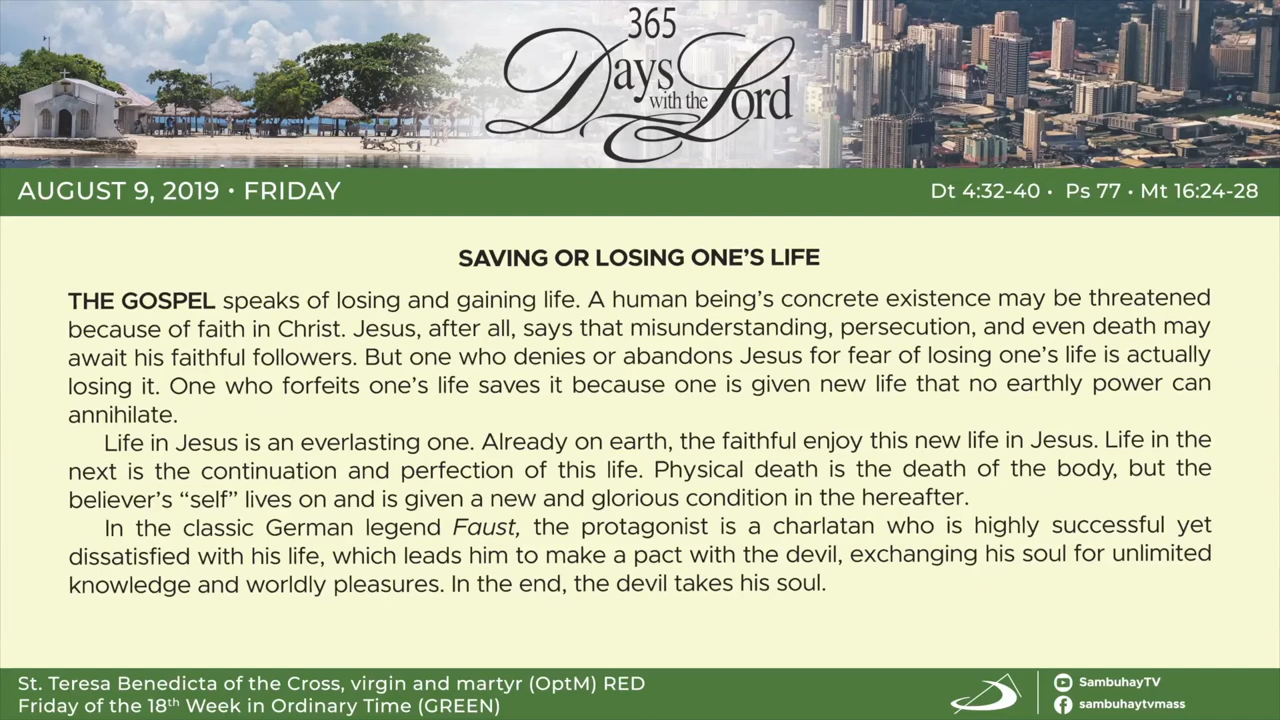 365
Days
with the
Lord
AUGUST 9, 2019 • FRIDAY
Dt 4:32-40 • Ps 77 • Mt 16:24-28
SAVING OR LOSING ONE’S LIFE
THE GOSPEL speaks of losing and gaining life. A human being’s concrete existence may be threatened
because of faith in Christ. Jesus, after all, says that misunderstanding, persecution, and even death may
await his faithful followers. But one who denies or abandons Jesus for fear of losing one’s life is actually
losing it. One who forfeits one’s life saves it because one is given new life that no earthly power can
annihilate.
Life in Jesus is an everlasting one. Already on earth, the faithful enjoy this new life in Jesus. Life in the
next is the continuation and perfection of this life. Physical death is the death of the body, but the
believer’s “self” lives on and is given a new and glorious condition in the hereafter.
In the classic German legend Faust, the protagonist is a charlatan who is highly successful yet
dissatisfied with his life, which leads him to make a pact with the devil, exchanging his soul for unlimited
knowledge and worldly pleasures. In the end, the devil takes his soul.
St. Teresa Benedicta of the Cross, virgin and martyr (OptM) RED
Friday of the 18th Week in Ordinary Time (GREEN)
SambuhayTV
sambuhaytvmass